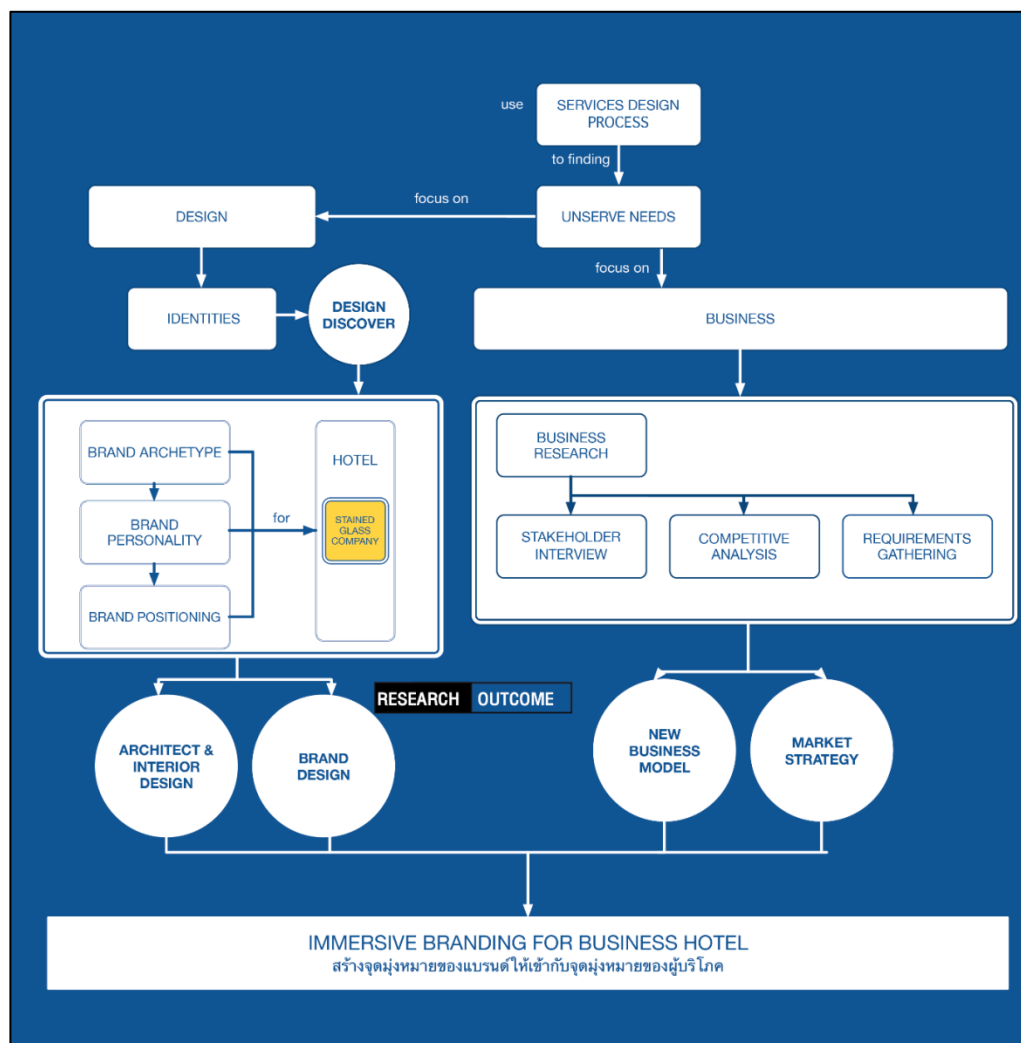 use
SERVICES DESIGN
PROCESS
to finding
DESIGN
focus on
UNSERVE NEEDS
focus on
IDENTITIES
DESIGN
DISCOVER
BUSINESS
BRAND ARCHETYPE
BRAND
PERSONALITY
BRAND POSITIONING
for
HOTEL
STAINED
GLASS
COMPANY
BUSINESS
RESEARCH
STAKEHOLDER
INTERVIEW
COMPETITIVE
ANALYSIS
REQUIREMENTS
GATHERING
RESEARCH OUTCOME
ARCHITECT &
INTERIOR
DESIGN
BRAND
DESIGN
NEW
BUSINESS
MODEL
MARKET
STRATEGY
IMMERSIVE BRANDING FOR BUSINESS HOTEL
สร้างจุดมุ่งหมายของแบรนด์ให้เข้ากับจุดมุ่งหมายของผู้บริโภค